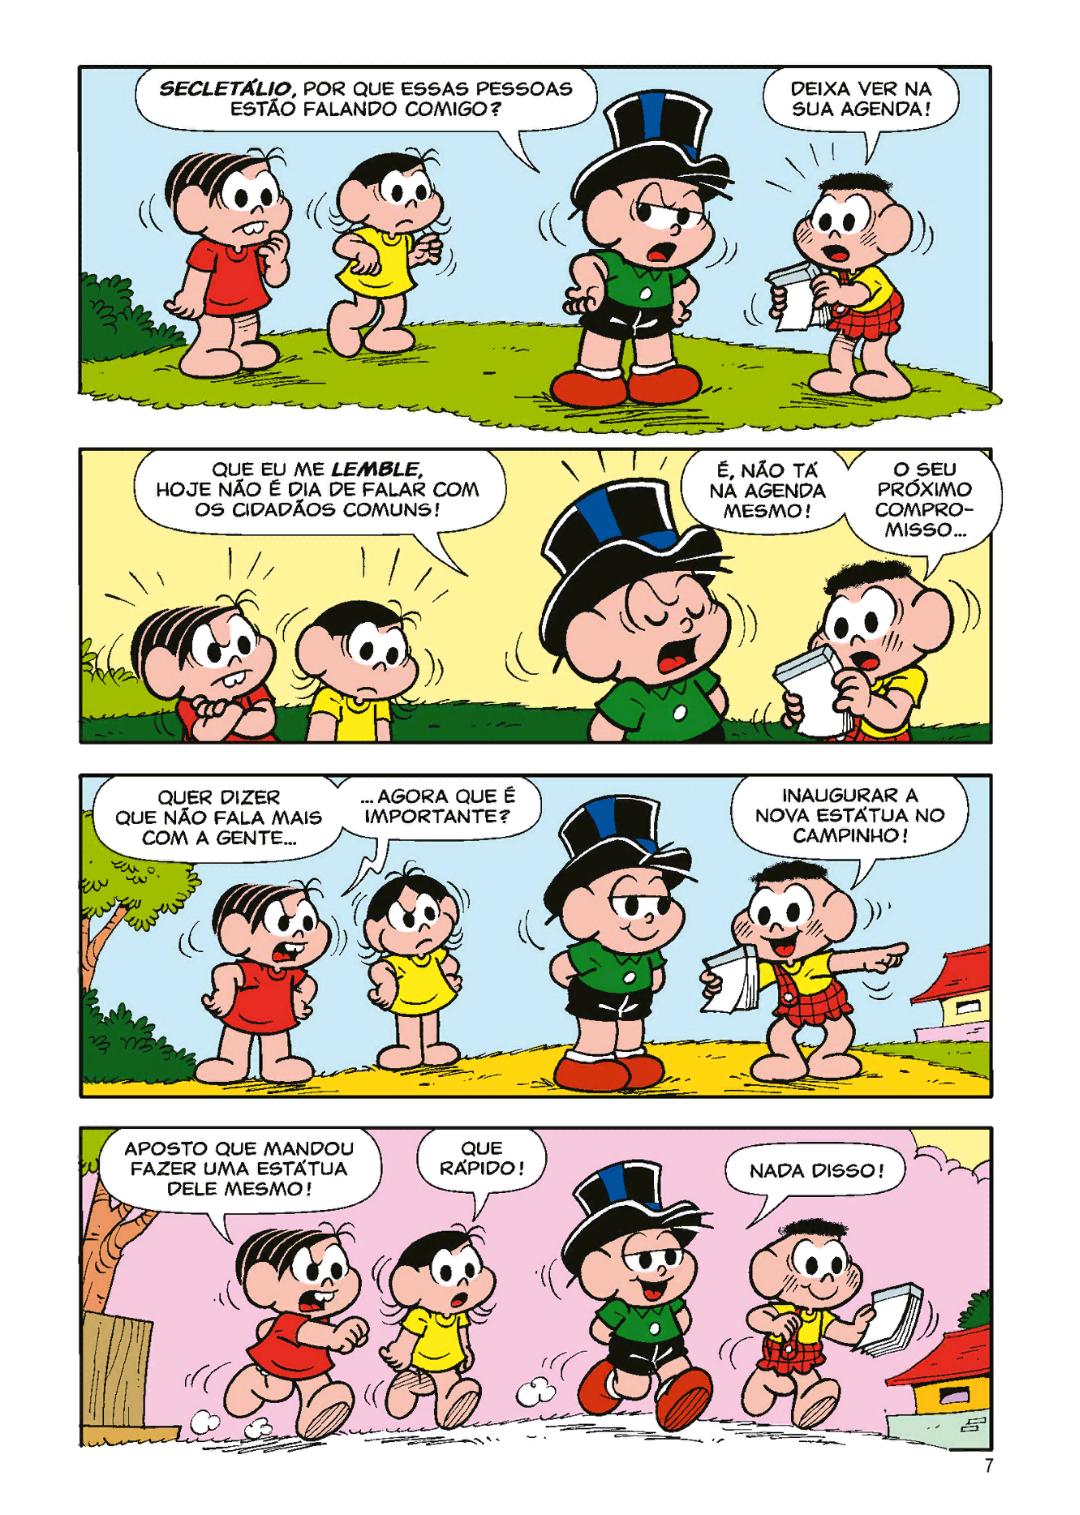 SECLETÁLIO, POR QUE ESSAS PESSOAS
ESTÃO FALANDO COMIGO?
DEIXA VER NA
SUA AGENDA!
QUE EU ME LEMBLE,
HOJE NÃO É DIA DE FALAR COM
OS CIDADÃOS COMUNS!
É, NÃO TÁ
NA AGENDA
MESMO!
O SEU
PRÓXIMO
COMPRO-
MISSO...
QUER DIZER
QUE NÃO FALA MAIS
COM A GENTE...
...AGORA QUE É
IMPORTANTE?
INAUGURAR A
NOVA ESTÁTUA NO
CAMPINHO!
APOSTO QUE MANDOU
FAZER UMA ESTÁTUA
DELE MESMO!
QUE
RÁPIDO!
NADA DISSO!
7